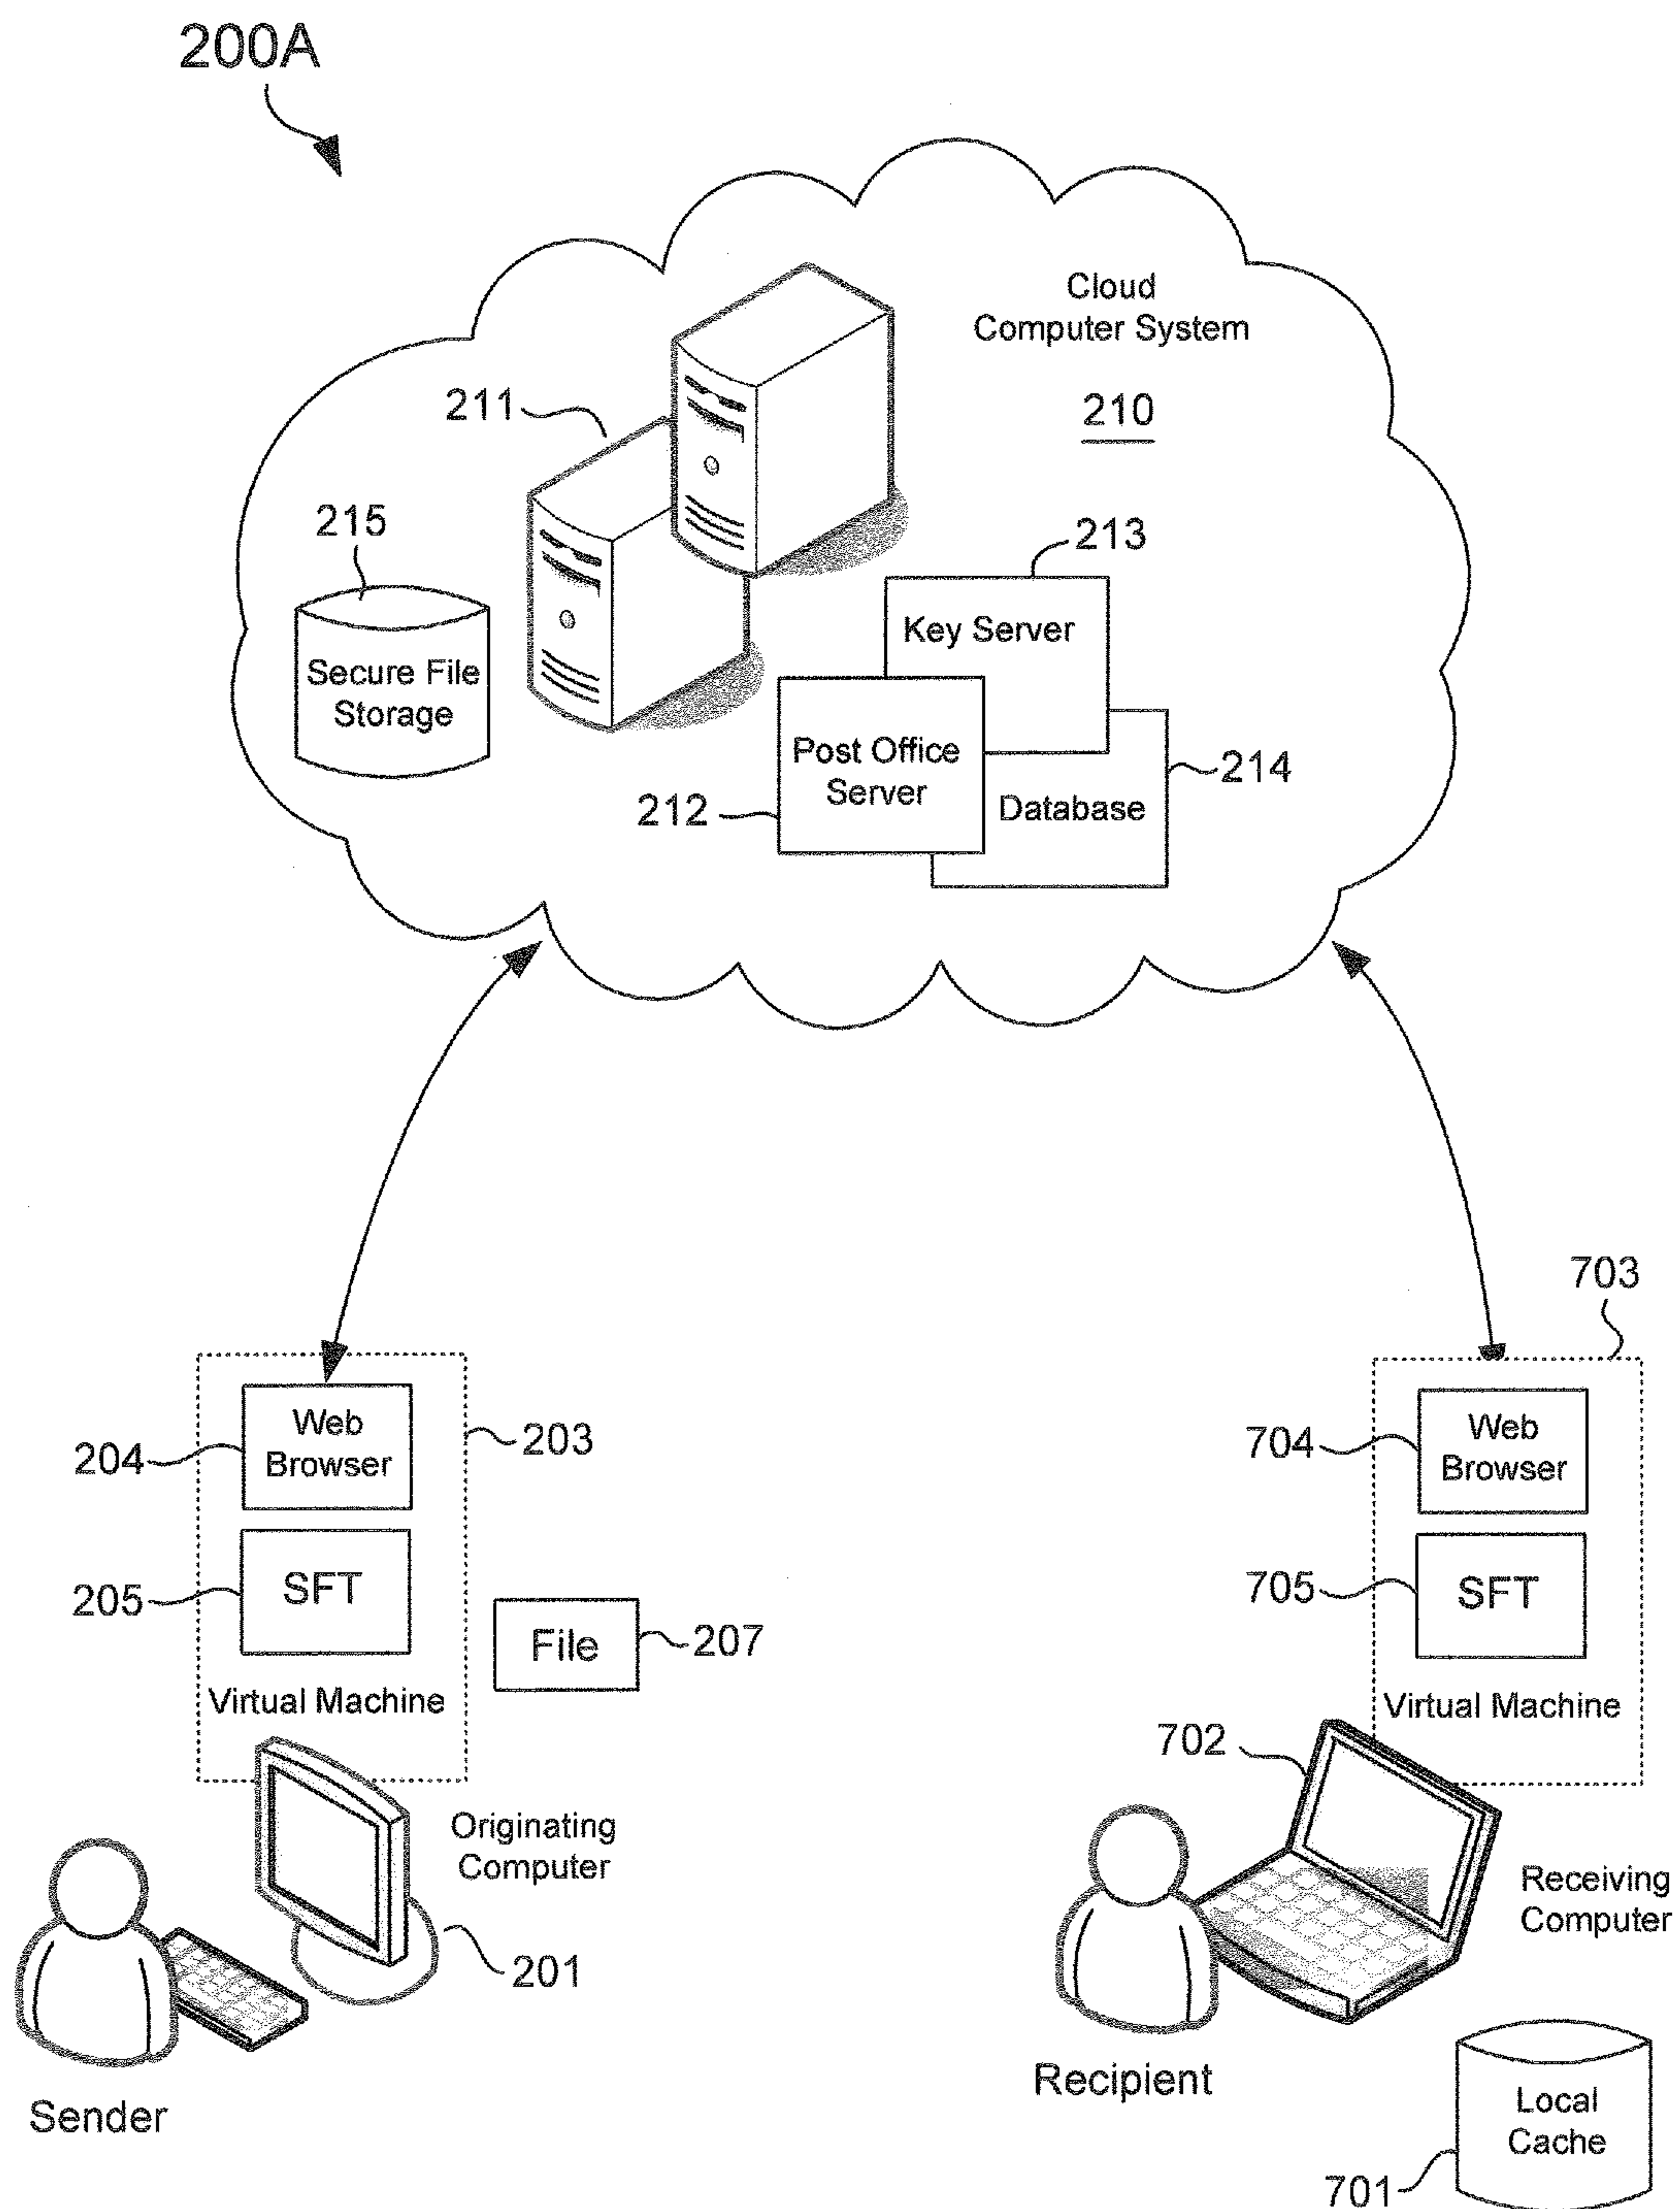 200A
Cloud
Computer System
210
211
215
Secure File
Storage
213
Key Server
Post Office
Server
212
214
Database
703
Web
Browser
204
203
SFT
205
Virtual Machine
File
207
704
Web
Browser
705
SFT
Virtual Machine
702
Originating
Computer
201
Sender
Receiving
Computer
Recipient
Local
Cache
701